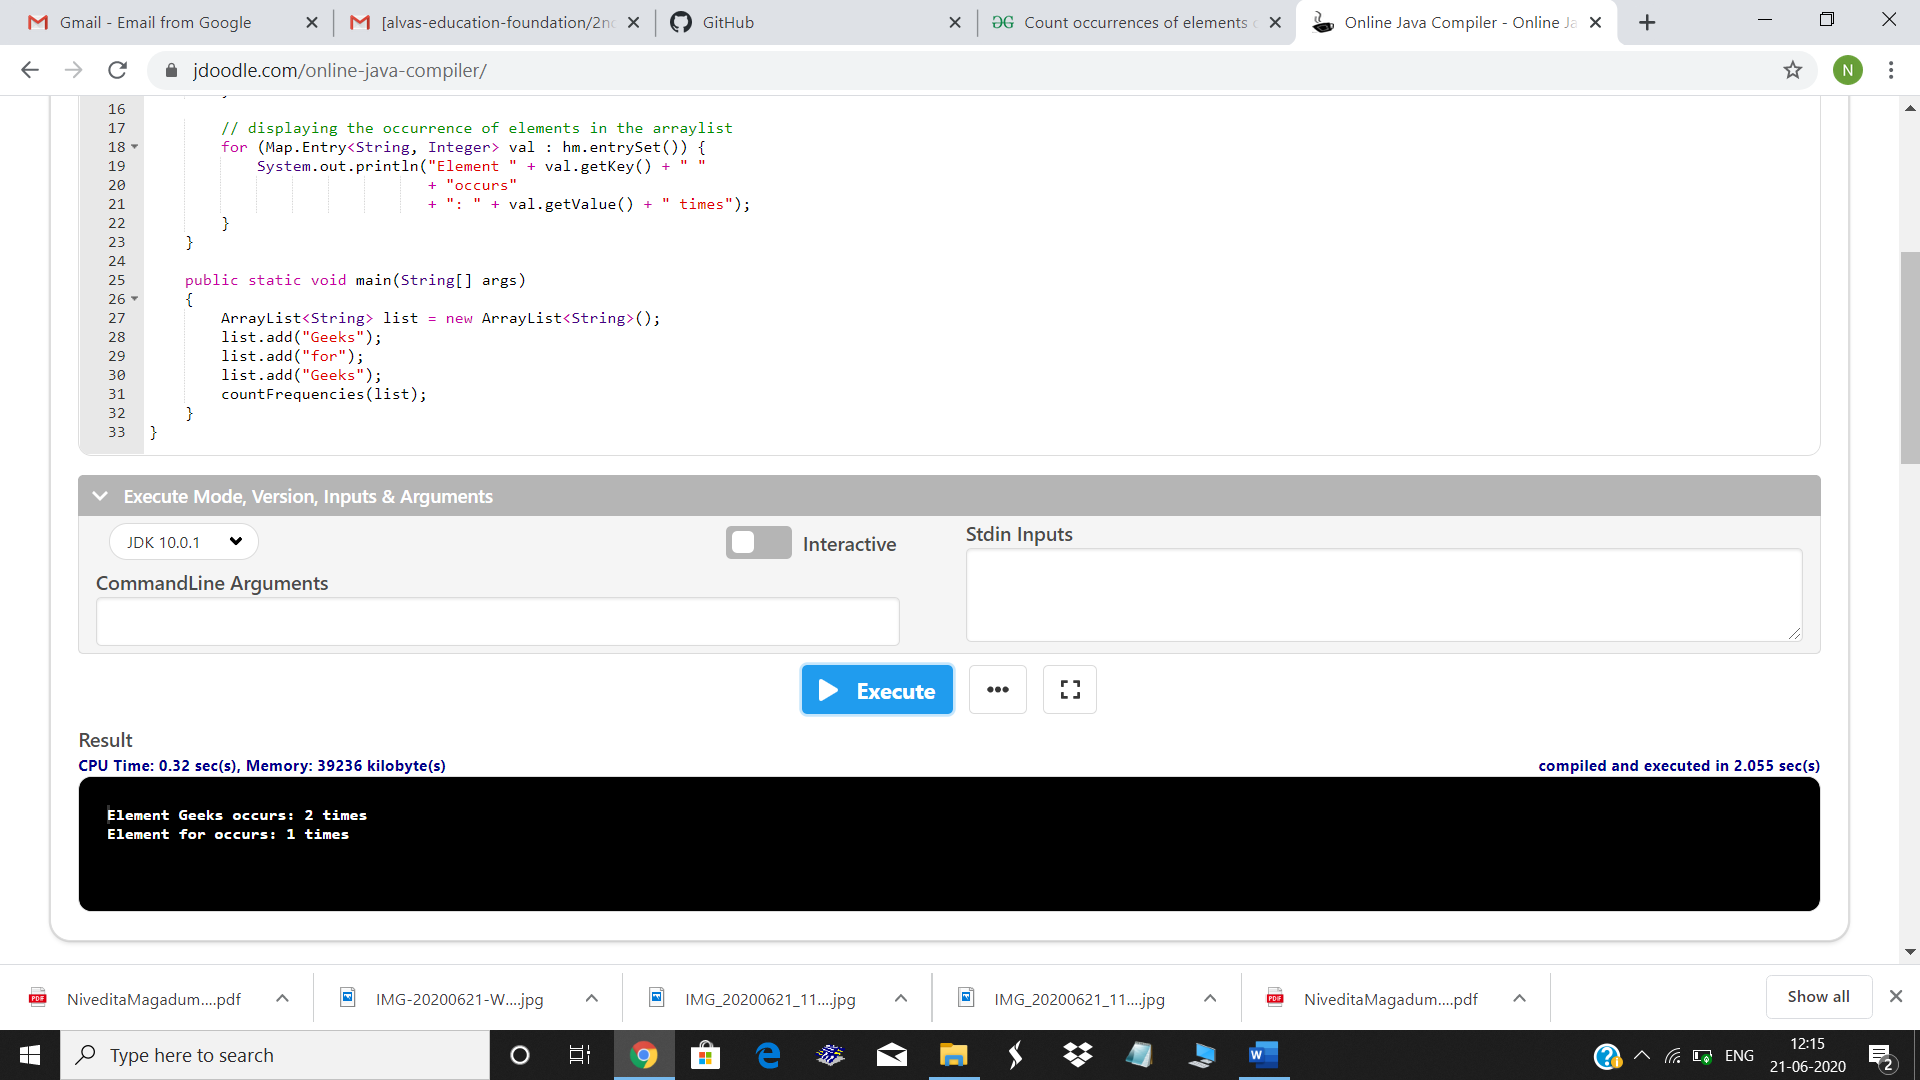 Gmail - Email from Google
[alvas-education-foundation/2n
GitHub
Count occurrences of elements
Online Java Compiler - Online Ja
jdoodle.com/online-java-compiler/
N
16
17 // displaying the occurrence of elements in the arraylist
18 for (Map.Entry<String, Integer> val : hm.entrySet()) {
19 System.out.println("Element " + val.getKey() + " "
20 + "occurs"
21 + ": " + val.getValue() + " times");
22 }
23 }
24
25 public static void main(String[] args)
26 {
27 ArrayList<String> list = new ArrayList<String>();
28 list.add("Geeks");
29 list.add("for");
30 list.add("Geeks");
31 countFrequencies(list);
32 }
33 }
Execute Mode, Version, Inputs & Arguments
JDK 10.0.1
Interactive
Stdin Inputs
CommandLine Arguments
Execute
Result
CPU Time: 0.32 sec(s), Memory: 39236 kilobyte(s)
compiled and executed in 2.055 sec(s)
Element Geeks occurs: 2 times
Element for occurs: 1 times
NiveditaMagadum....pdf
IMG-20200621-W....jpg
IMG_20200621_11....jpg
IMG_20200621_11....jpg
NiveditaMagadum....pdf
Show all
Type here to search
ENG
12:15
21-06-2020
2